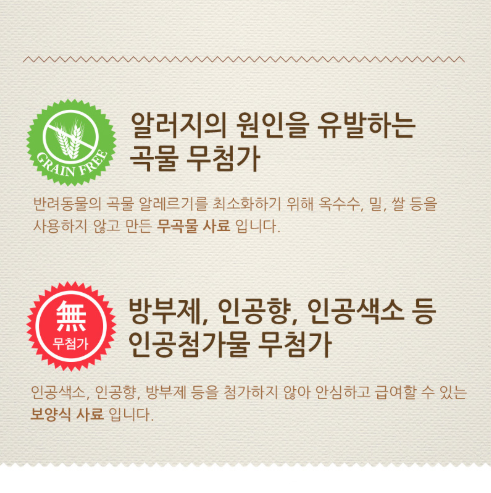 GRAIN FREE
알러지의 원인을 유발하는
곡물 무첨가
반려동물의 곡물 알레르기를 최소화하기 위해 옥수수, 밀, 쌀 등을
사용하지 않고 만든 무곡물 사료 입니다.
無
무첨가
방부제, 인공향, 인공색소 등
인공첨가물 무첨가
인공색소, 인공향, 방부제 등을 첨가하지 않아 안심하고 급여할 수 있는
보양식 사료 입니다.